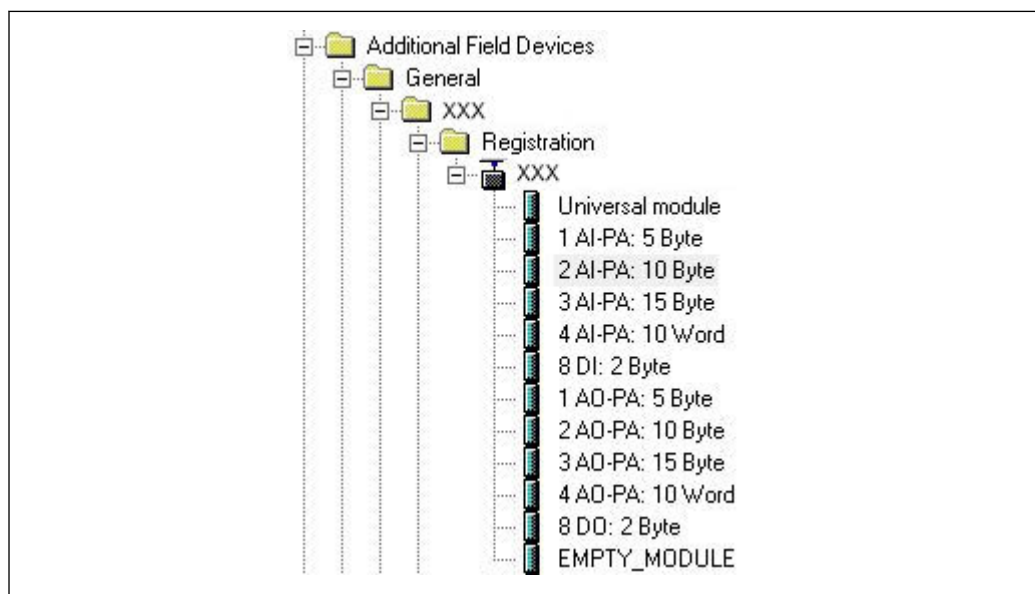 Additional Field Devices
General
XXX
Registration
XXX
Universal module
1 AI-PA: 5 Byte
2 AI-PA: 10 Byte
3 AI-PA: 15 Byte
4 AI-PA: 10 Word
8 DI: 2 Byte
1 AO-PA: 5 Byte
2 AO-PA: 10 Byte
3 AO-PA: 15 Byte
4 AO-PA: 10 Word
8 DO: 2 Byte
EMPTY_MODULE